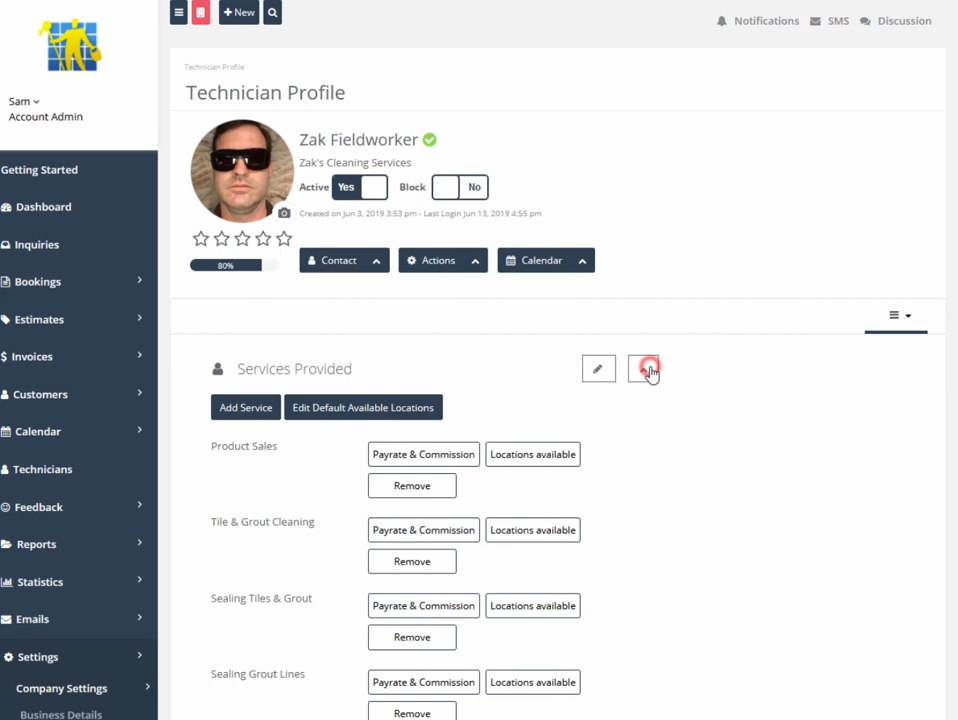 New
Notifications SMS Discussion
Sam
Account Admin
Getting Started
Dashboard
Inquiries
Bookings
Estimates
Invoices
Customers
Calendar
Technicians
Feedback
Reports
Statistics
Emails
Settings
Company Settings
Business Details
Technician Profile
Technician Profile
Zak Fieldworker
Zak's Cleaning Services
Active Yes Block No
Created on Jun 3, 2019 3:53 pm - Last Login Jun 13, 2019 4:55 pm
80%
Contact Actions Calendar
Services Provided
Add Service Edit Default Available Locations
Product Sales Payrate & Commission Locations available
Remove
Tile & Grout Cleaning Payrate & Commission Locations available
Remove
Sealing Tiles & Grout Payrate & Commission Locations available
Remove
Sealing Grout Lines Payrate & Commission Locations available
Remove